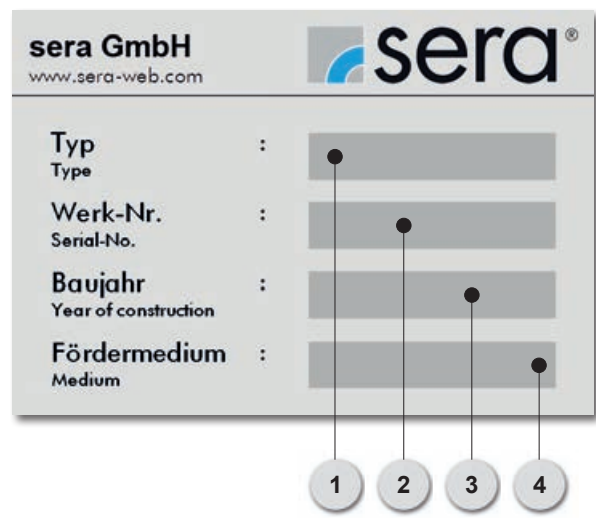 sera GmbH
www.sera-web.com
sera®
Typ :
Type
Werk-Nr. :
Serial-No.
Baujahr :
Year of construction
Fördermedium :
Medium
1 2 3 4